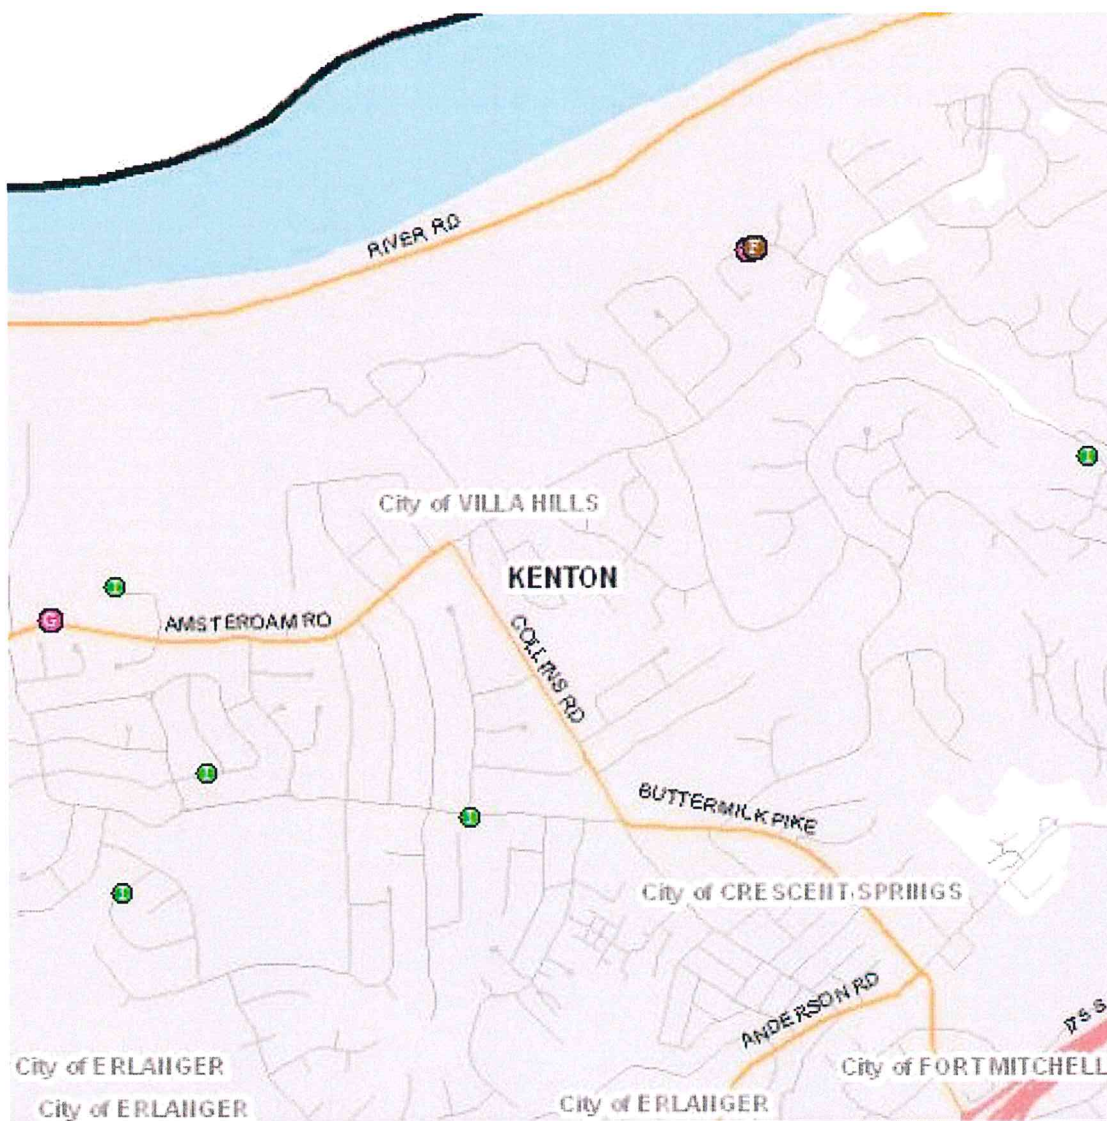 RIVER RD
E
I
City of VILLA HILLS
KENTON
I
G
AMSTERDAM RD
COLLINS RD
I
I
BUTTERMILK PIKE
I
City of CRESCENT SPRINGS
ANDERSON RD
I75 S
City of ERLANGER
City of FORT MITCHELL
City of ERLANGER
City of ERLANGER